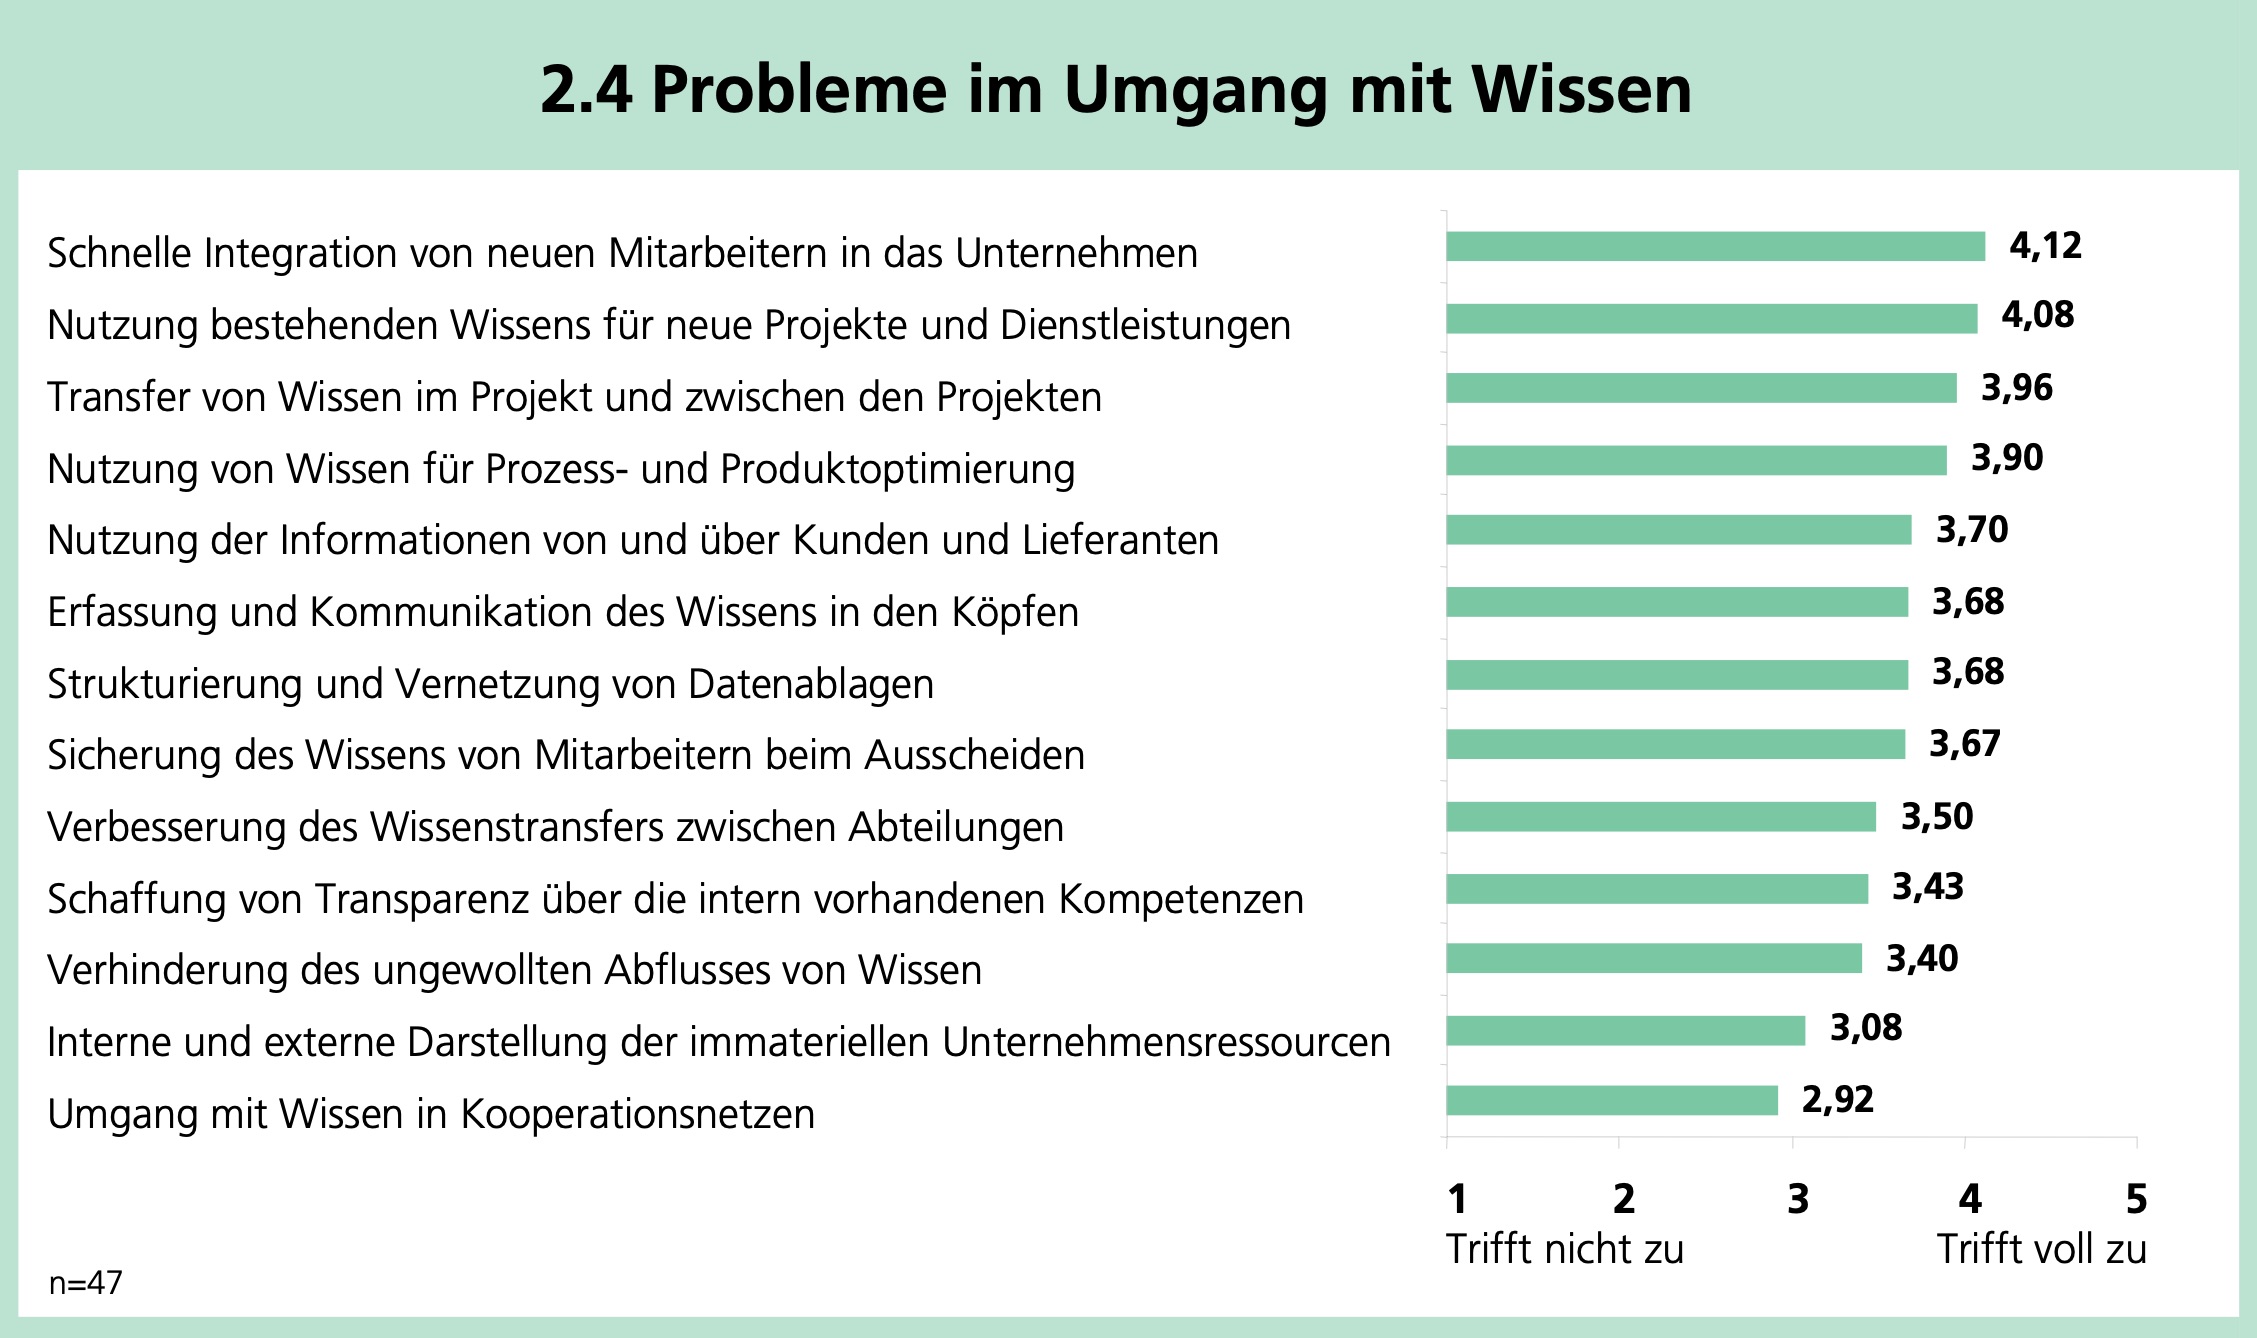 2.4 Probleme im Umgang mit Wissen
Schnelle Integration von neuen Mitarbeitern in das Unternehmen 4,12
Nutzung bestehenden Wissens für neue Projekte und Dienstleistungen 4,08
Transfer von Wissen im Projekt und zwischen den Projekten 3,96
Nutzung von Wissen für Prozess- und Produktoptimierung 3,90
Nutzung der Informationen von und über Kunden und Lieferanten 3,70
Erfassung und Kommunikation des Wissens in den Köpfen 3,68
Strukturierung und Vernetzung von Datenablagen 3,68
Sicherung des Wissens von Mitarbeitern beim Ausscheiden 3,67
Verbesserung des Wissenstransfers zwischen Abteilungen 3,50
Schaffung von Transparenz über die intern vorhandenen Kompetenzen 3,43
Verhinderung des ungewollten Abflusses von Wissen 3,40
Interne und externe Darstellung der immateriellen Unternehmensressourcen 3,08
Umgang mit Wissen in Kooperationsnetzen 2,92
1 2 3 4 5
Trifft nicht zu Trifft voll zu
n=47